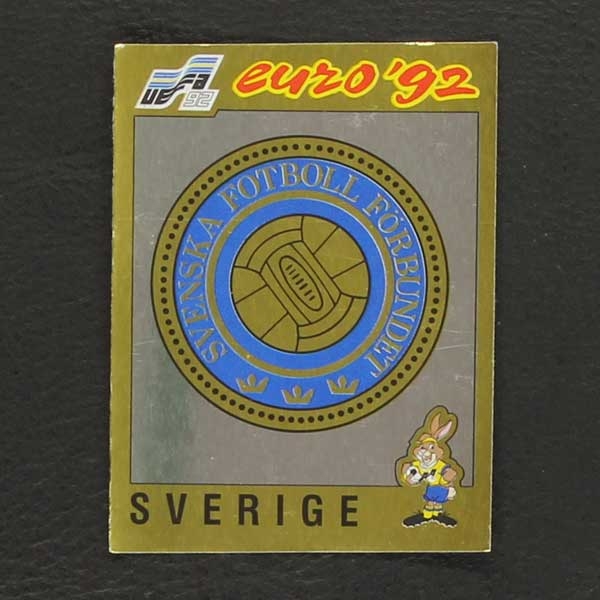 UEFA 92
euro '92
SVENSKA FOTBOLL FÖRBUNDET
SVERIGE